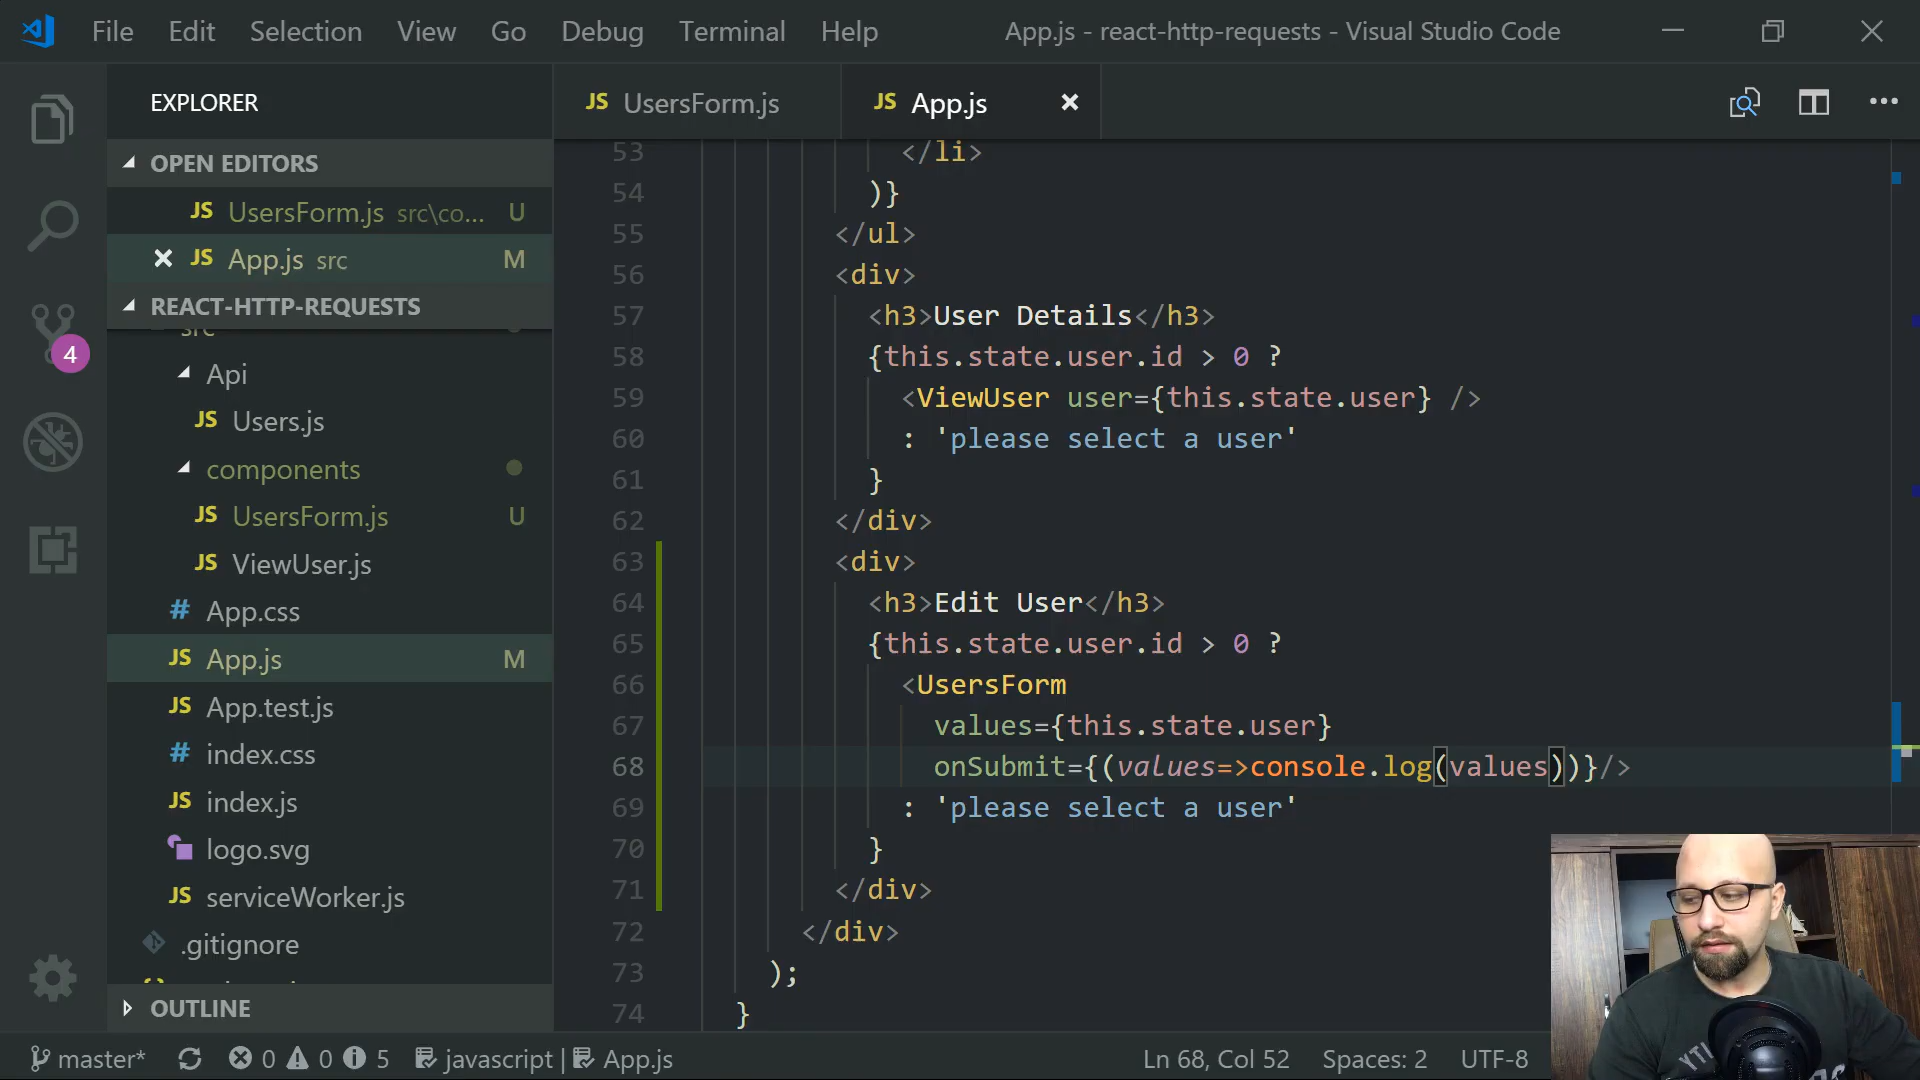 File Edit Selection View Go Debug Terminal Help App.js - react-http-requests - Visual Studio Code
EXPLORER
OPEN EDITORS
JS UsersForm.js src\co... U
JS App.js src M
REACT-HTTP-REQUESTS
src
Api
JS Users.js
components
JS UsersForm.js U
JS ViewUser.js
# App.css
JS App.js M
JS App.test.js
# index.css
JS index.js
logo.svg
JS serviceWorker.js
.gitignore
OUTLINE
4
JS UsersForm.js
JS App.js
53 </li>
54 )}
55 </ul>
56 <div>
57 <h3>User Details</h3>
58 {this.state.user.id > 0 ?
59 <ViewUser user={this.state.user} />
60 : 'please select a user'
61 }
62 </div>
63 <div>
64 <h3>Edit User</h3>
65 {this.state.user.id > 0 ?
66 <UsersForm
67 values={this.state.user}
68 onSubmit={(values=>console.log(values))}/>
69 : 'please select a user'
70 }
71 </div>
72 </div>
73 );
74 }
master* 0 0 5 javascript | App.js Ln 68, Col 52 Spaces: 2 UTF-8